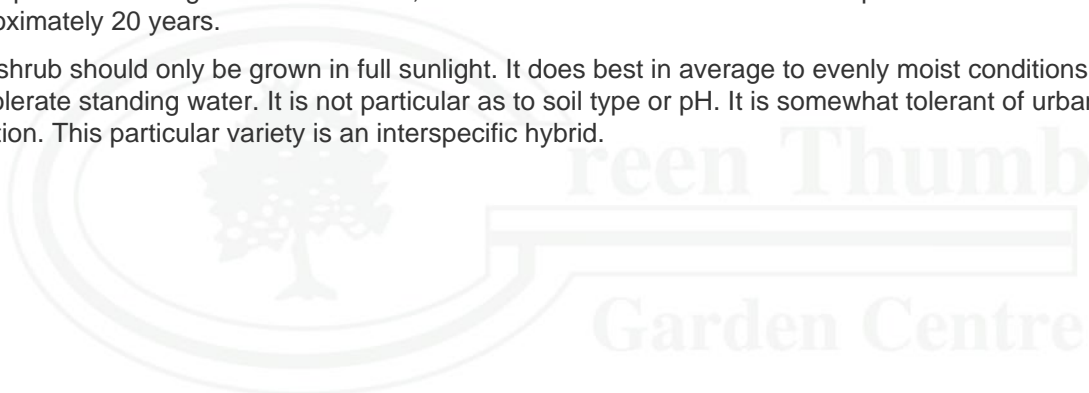 oximately 20 years.
shrub should only be grown in full sunlight. It does best in average to evenly moist conditions
olerate standing water. It is not particular as to soil type or pH. It is somewhat tolerant of urba
tion. This particular variety is an interspecific hybrid.
reen Thumb
Garden Centre